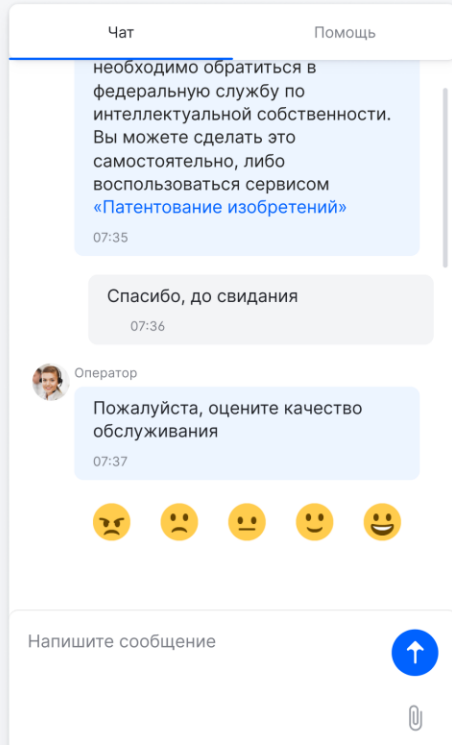 Чат
Помощь
необходимо обратиться в
федеральную службу по
интеллектуальной собственности.
Вы можете сделать это
самостоятельно, либо
воспользоваться сервисом
«Патентование изобретений»
07:35
Спасибо, до свидания
07:36
Оператор
Пожалуйста, оцените качество
обслуживания
07:37
Напишите сообщение